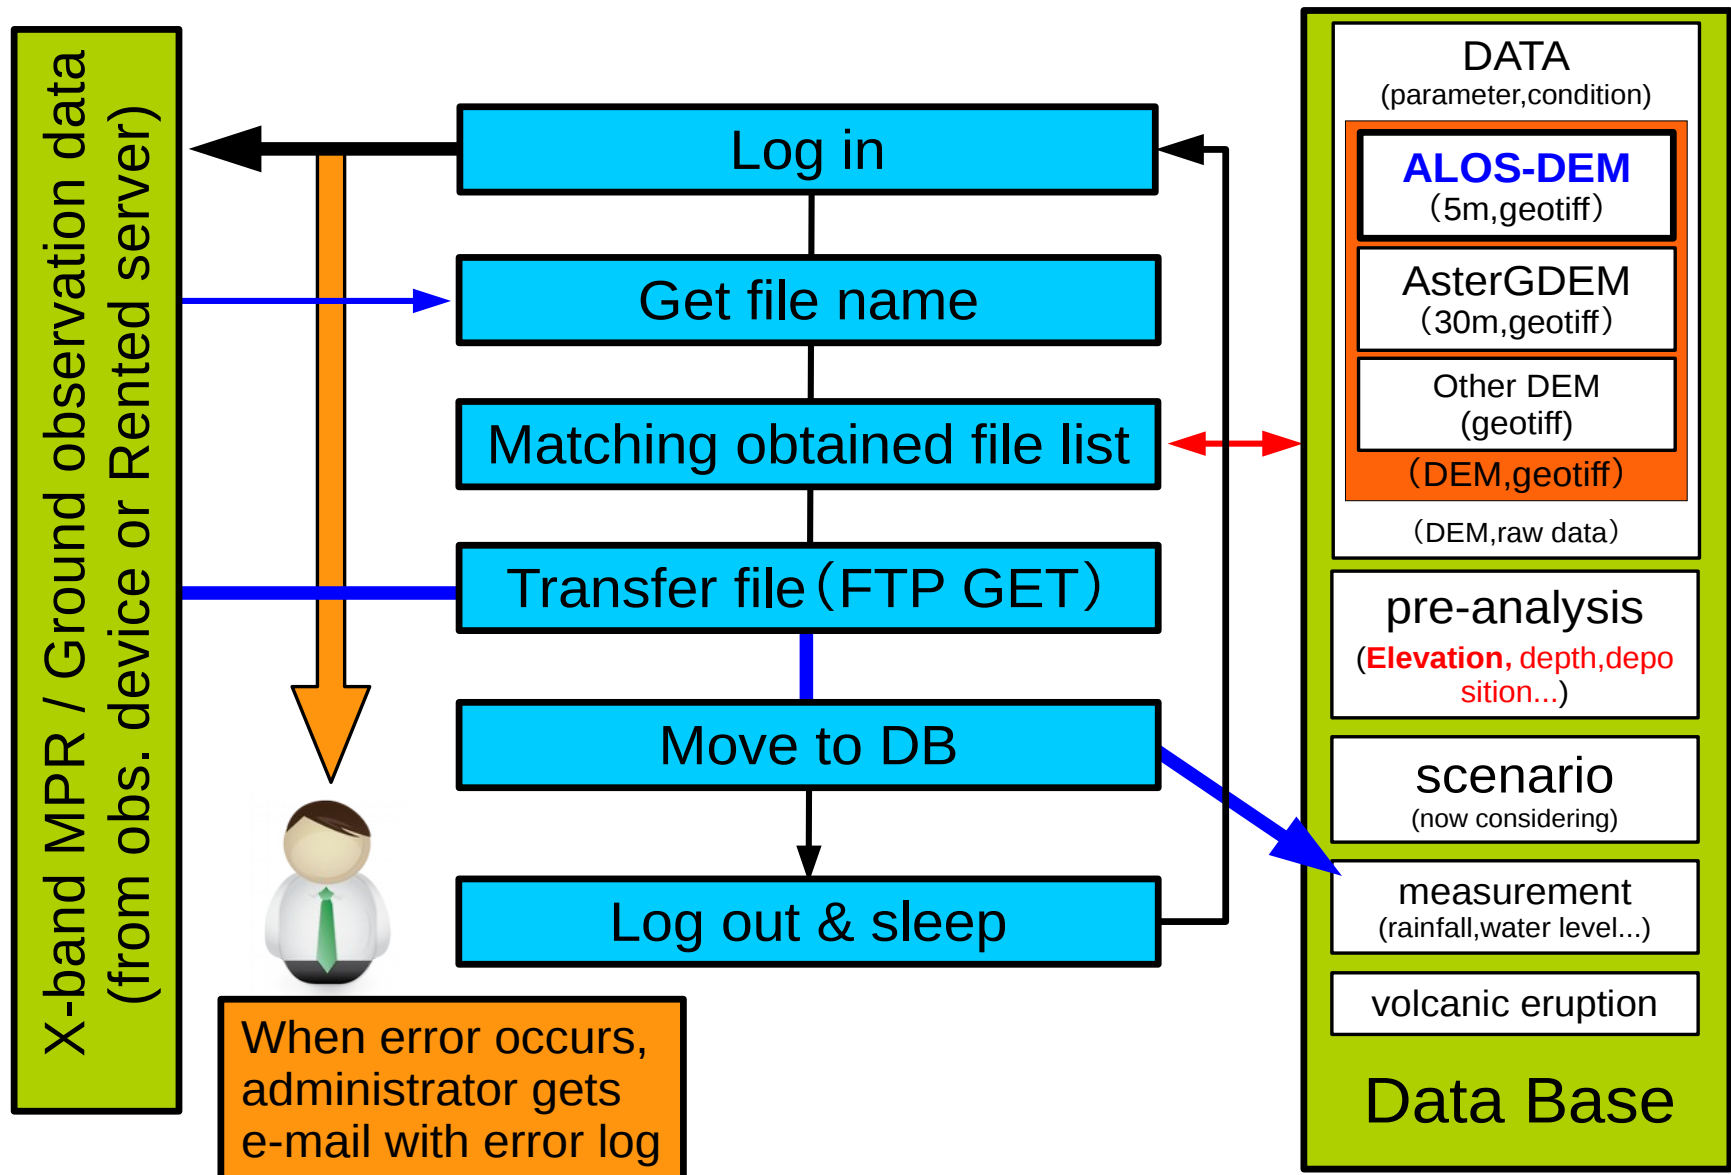 X-band MPR / Ground observation data
(from obs. device or Rented server)
Log in
Get file name
Matching obtained file list
Transfer file（FTP GET）
Move to DB
Log out & sleep
When error occurs,
administrator gets
e-mail with error log
DATA
(parameter,condition)
ALOS-DEM
（5m,geotiff）
AsterGDEM
（30m,geotiff）
Other DEM
(geotiff)
（DEM,geotiff）
（DEM,raw data）
pre-analysis
(Elevation, depth,depo
sition...)
scenario
(now considering)
measurement
(rainfall,water level...)
volcanic eruption
Data Base